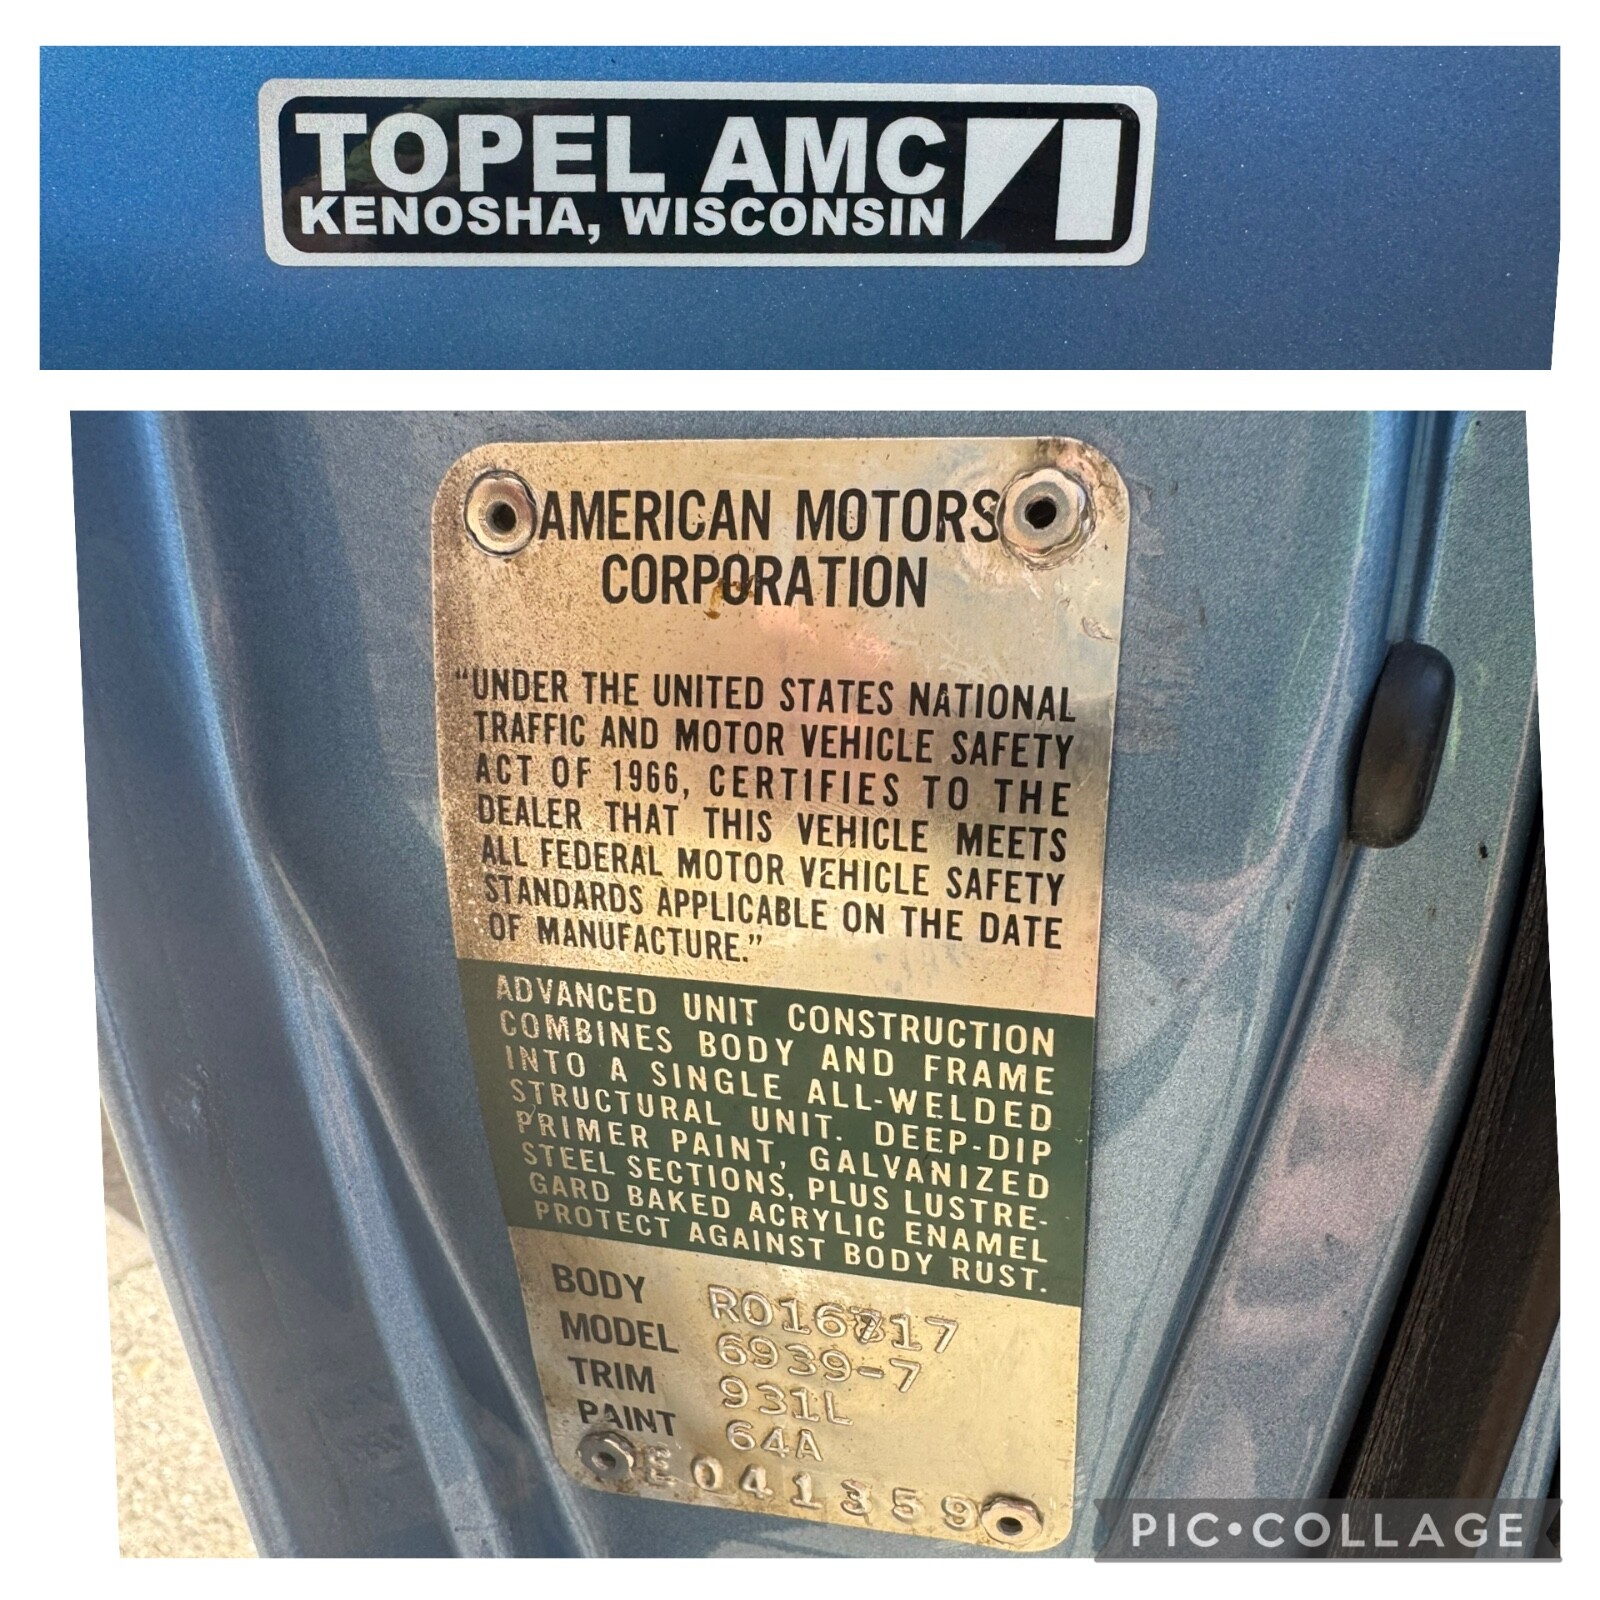 TOPEL AMC
KENOSHA, WISCONSIN
AMERICAN MOTORS
CORPORATION
"UNDER THE UNITED STATES NATIONAL
TRAFFIC AND MOTOR VEHICLE SAFETY
ACT OF 1966, CERTIFIES TO THE
DEALER THAT THIS VEHICLE MEETS
ALL FEDERAL MOTOR VEHICLE SAFETY
STANDARDS APPLICABLE ON THE DATE
OF MANUFACTURE."
ADVANCED UNIT CONSTRUCTION
COMBINES BODY AND FRAME
INTO A SINGLE ALL-WELDED
STRUCTURAL UNIT. DEEP-DIP
PRIMER PAINT, GALVANIZED
STEEL SECTIONS, PLUS LUSTRE-
GARD BAKED ACRYLIC ENAMEL
PROTECT AGAINST BODY RUST.
BODY
MODEL 6939-7
TRIM 931L
PAINT 64A
E041359
PIC•COLLAGE